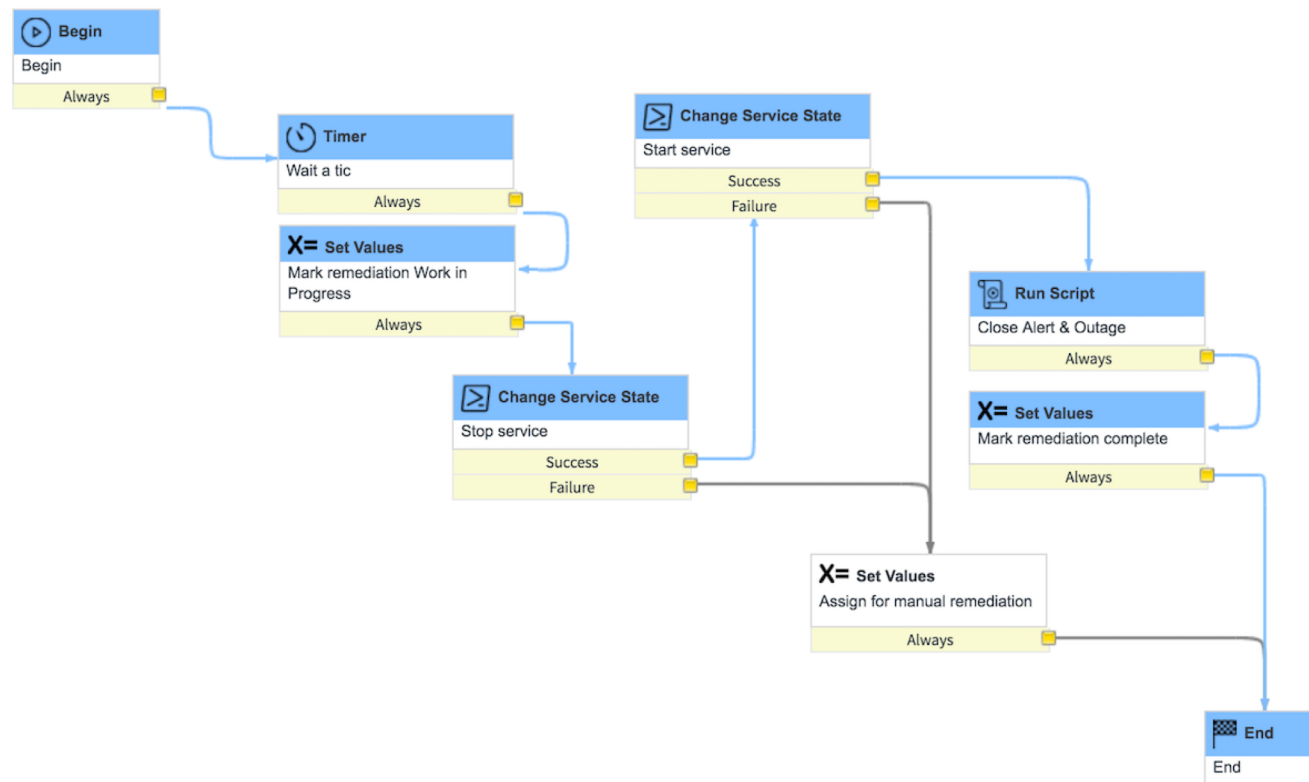 Begin
Begin
Always
Timer
Wait a tic
Always
X= Set Values
Mark remediation Work in
Progress
Always
Change Service State
Stop service
Success
Failure
Change Service State
Start service
Success
Failure
Run Script
Close Alert & Outage
Always
X= Set Values
Mark remediation complete
Always
X= Set Values
Assign for manual remediation
Always
End
End